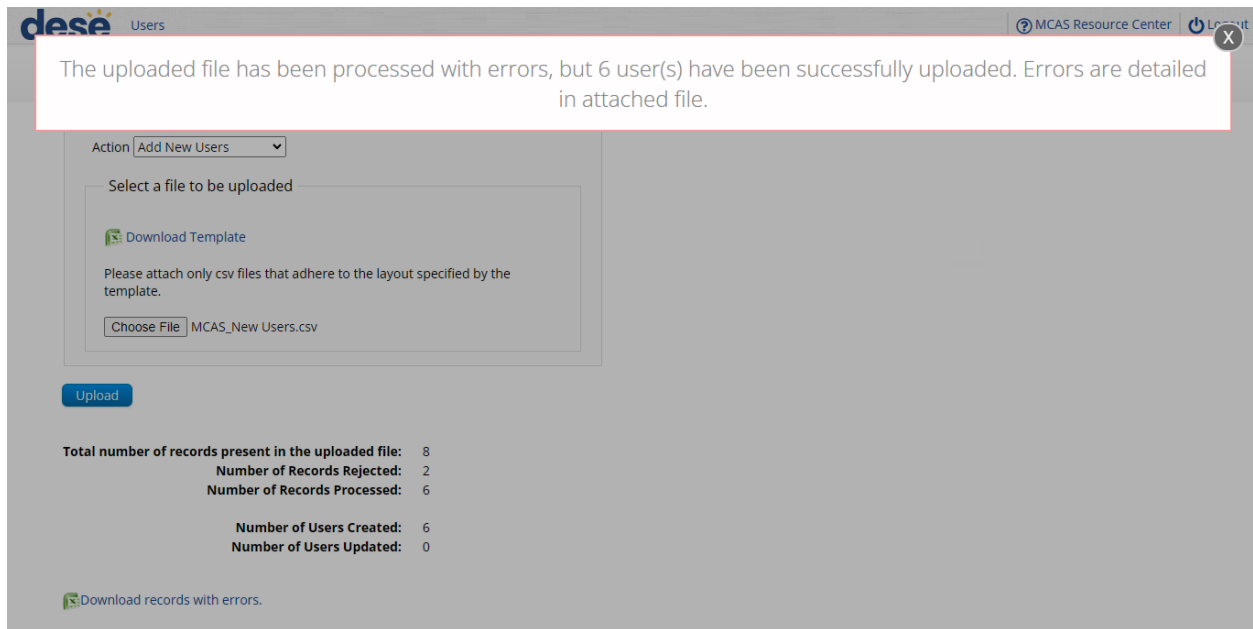 dese Users MCAS Resource Center Logout
X
The uploaded file has been processed with errors, but 6 user(s) have been successfully uploaded. Errors are detailed
in attached file.
Action Add New Users
Select a file to be uploaded
Download Template
Please attach only csv files that adhere to the layout specified by the
template.
Choose File MCAS_New Users.csv
Upload
Total number of records present in the uploaded file: 8
Number of Records Rejected: 2
Number of Records Processed: 6
Number of Users Created: 6
Number of Users Updated: 0
Download records with errors.